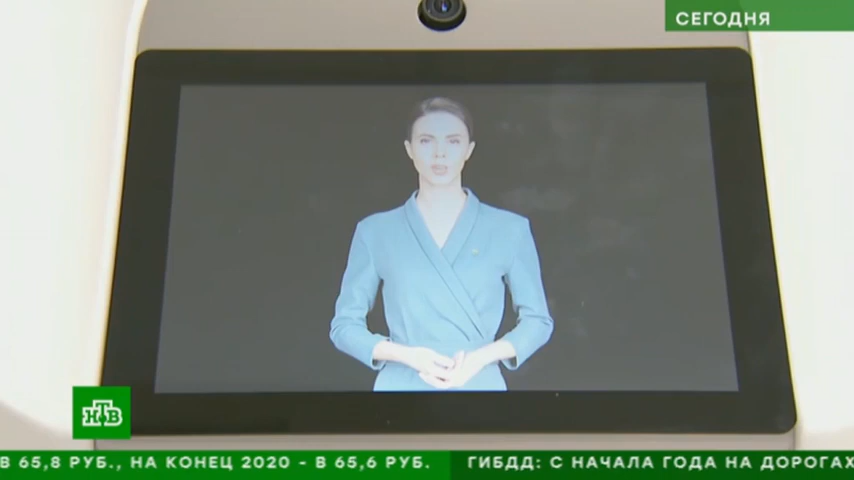 СЕГОДНЯ
НТВ
В 65,8 РУБ., НА КОНЕЦ 2020 - В 65,6 РУБ. ГИБДД: С НАЧАЛА ГОДА НА ДОРОГАХ